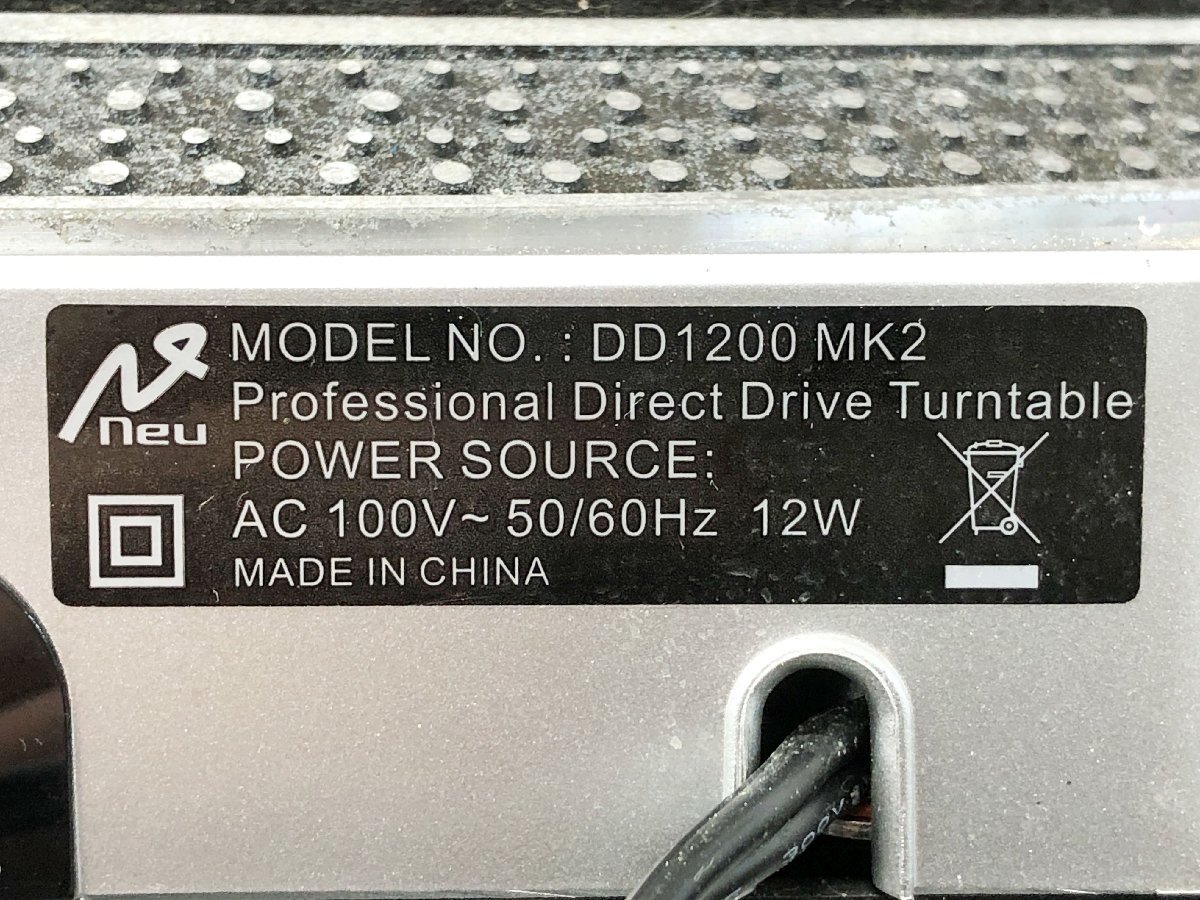 neu
MODEL NO. : DD1200 MK2
Professional Direct Drive Turntable
POWER SOURCE:
AC 100V~ 50/60Hz 12W
MADE IN CHINA
300V